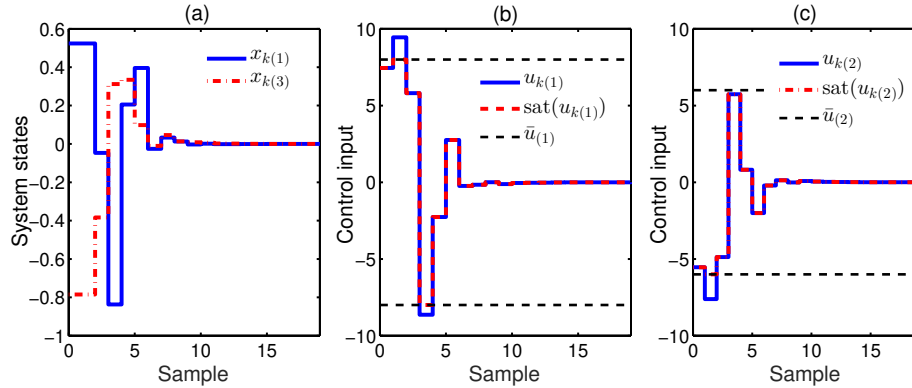 (a)
0.6
0.4
0.2
0
−0.2
−0.4
−0.6
−0.8
−1
System states
x_{k(1)}
x_{k(3)}
0 5 10 15
Sample
(b)
10
5
0
−5
−10
Control input
u_{k(1)}
sat(u_{k(1)})
ū_{(1)}
0 5 10 15
Sample
(c)
10
5
0
−5
−10
Control input
u_{k(2)}
sat(u_{k(2)})
ū_{(2)}
0 5 10 15
Sample